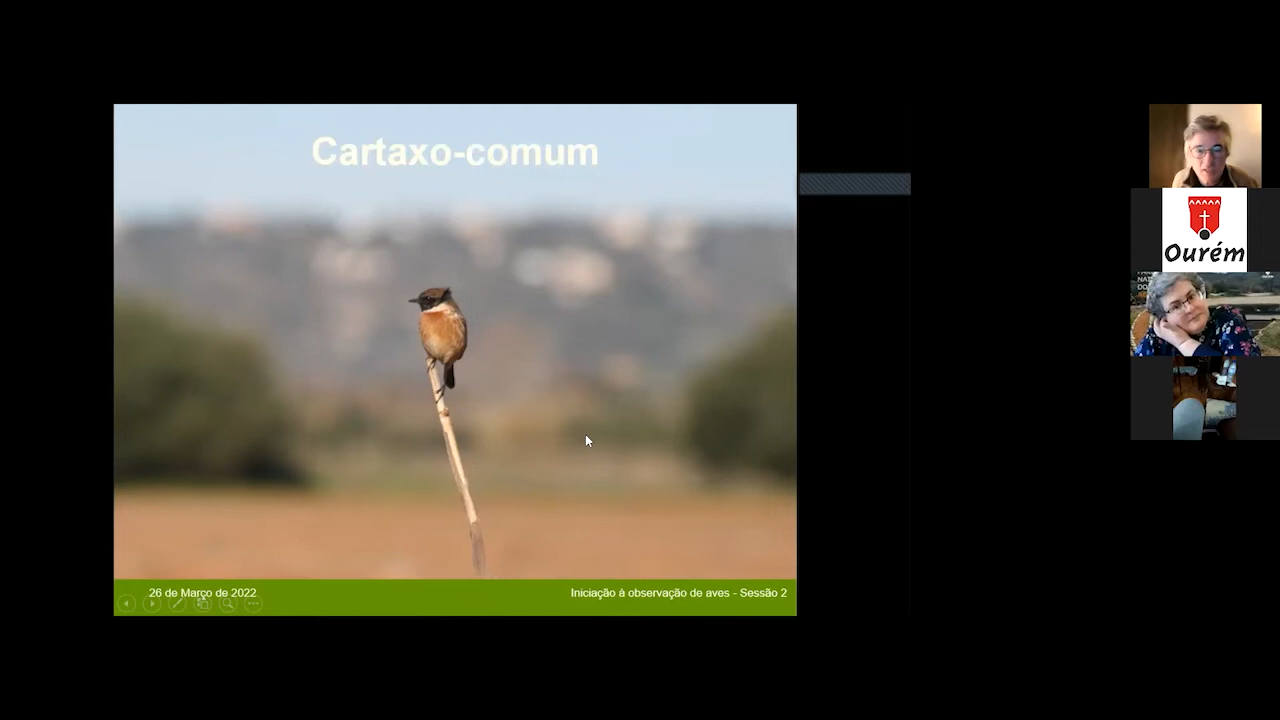 Cartaxo-comum
26 de Março de 2022
Iniciação à observação de aves - Sessão 2
Ourém